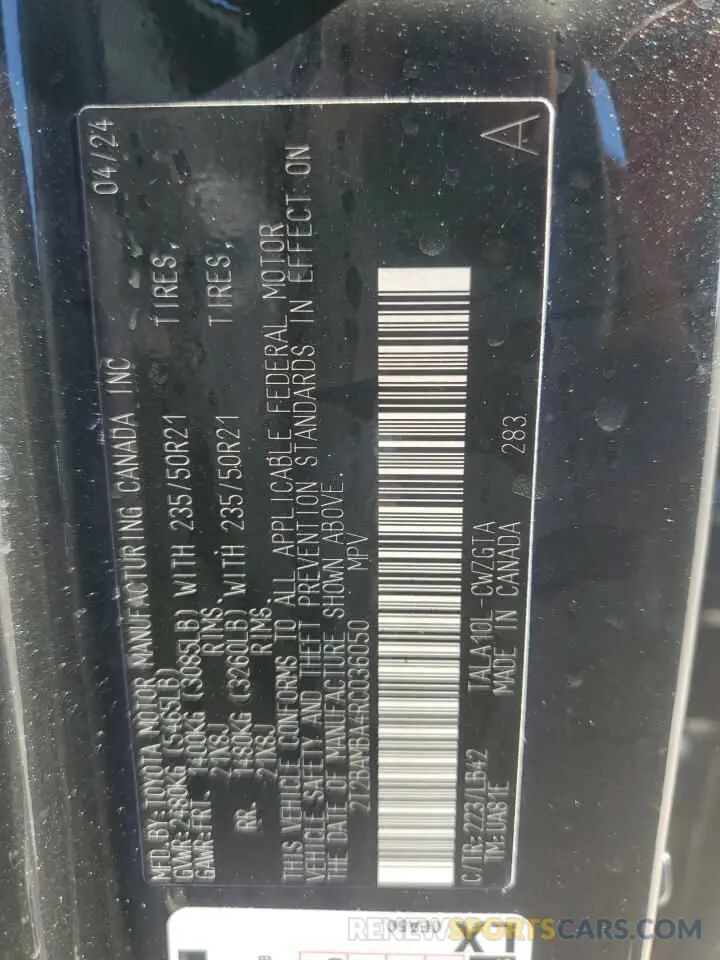 MFD.BY:TOYOTA MOTOR MANUFACTURING CANADA INC 04/24
GVWR:2480KG (5465LB)
GAWR:FRT. 1400KG (3085LB) WITH 235/50R21 TIRES,
21X8J RIMS,
RR. 1480KG (3260LB) WITH 235/50R21 TIRES,
21X8J RIMS.
THIS VEHICLE CONFORMS TO ALL APPLICABLE FEDERAL MOTOR
VEHICLE SAFETY AND THEFT PREVENTION STANDARDS IN EFFECT ON
THE DATE OF MANUFACTURE SHOWN ABOVE.
2T2BAMBA4RC036050 MPV
C/TR:223/LB42 TALA10L-CWZGTA
TM:UA81E MADE IN CANADA 283
A
RENEWSPORTSCARS.COM